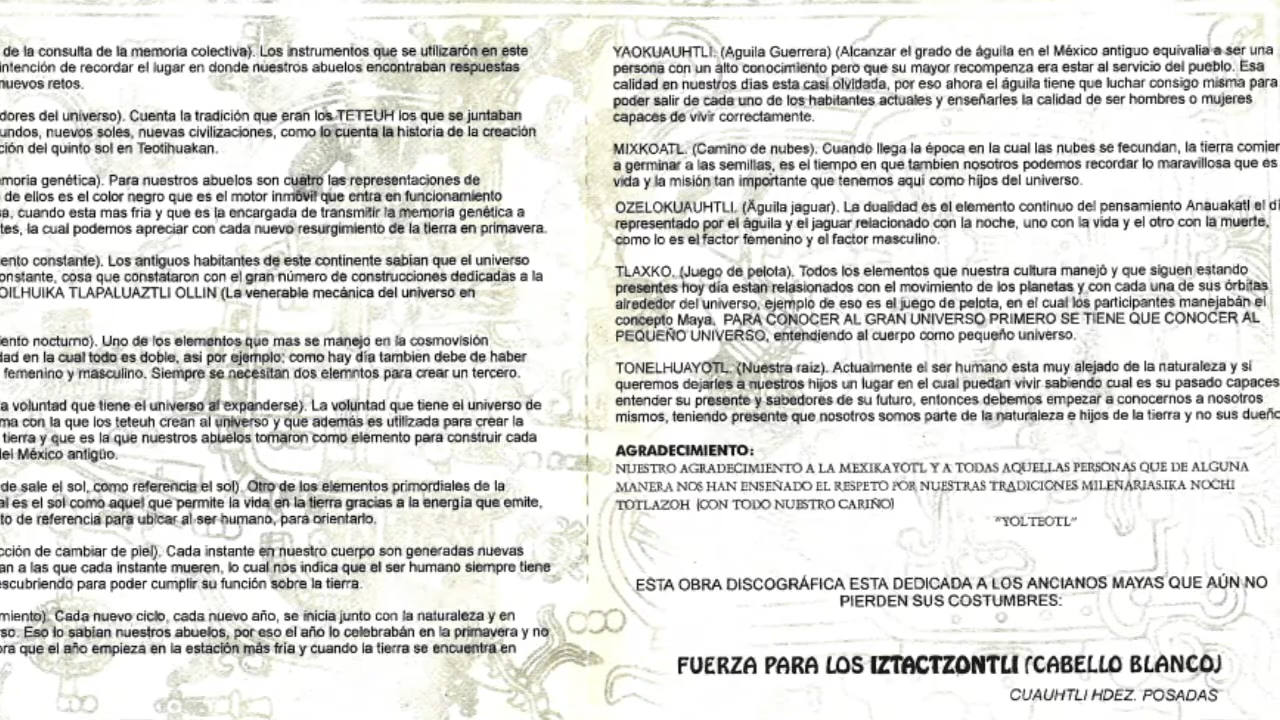 de la consulta de la memoria colectiva). Los instrumentos que se utilizarón en este
intención de recordar el lugar en donde nuestros abuelos encontraban respuestas
nuevos retos.
dores del universo). Cuenta la tradición que eran los TETEUH los que se juntaban
undos, nuevos soles, nuevas civilizaciones, como lo cuenta la historia de la creación
ción del quinto sol en Teotihuakan.
moria genética). Para nuestros abuelos son cuatro las representaciones de
de ellos es el color negro que es el motor inmóvil que entra en funcionamiento
a, cuando esta mas fria y que es la encargada de transmitir la memoria genética a
tes, la cual podemos apreciar con cada nuevo resurgimiento de la tierra en primavera.
ento constante). Los antiguos habitantes de este continente sabian que el universo
onstante, cosa que constataron con el gran número de construcciones dedicadas a la
OILHUIKA TLAPALUAZTLI OLLIN (La venerable mecánica del universo en
ento nocturno). Uno de los elementos que mas se manejo en la cosmovisión
dad en la cual todo es doble, asi por ejemplo; como hay día tambien debe de haber
femenino y masculino. Siempre se necesitan dos elemntos para crear un tercero.
a voluntad que tiene el universo al expanderse). La voluntad que tiene el universo de
ma con la que los teteuh crean al universo y que además es utilizada para crear la
tierra y que es la que nuestros abuelos tomaron como elemento para construir cada
del México antigüo.
de sale el sol, como referencia el sol). Otro de los elementos primordiales de la
al es el sol como aquel que permite la vida en la tierra gracias a la energía que emite,
to de referencia para ubicar al ser humano, para orientarlo.
cción de cambiar de piel). Cada instante en nuestro cuerpo son generadas nuevas
an a las que cada instante mueren, lo cual nos indica que el ser humano siempre tiene
escubriendo para poder cumplir su función sobre la tierra.
miento). Cada nuevo ciclo, cada nuevo año, se inicia junto con la naturaleza y en
so. Eso lo sabian nuestros abuelos, por eso el año lo celebrabán en la primavera y no
ora que el año empieza en la estación más fria y cuando la tierra se encuentra en
YAOKUAUHTLI. (Aguila Guerrera) (Alcanzar el grado de águila en el México antiguo equivalia a ser una
persona con un alto conocimiento pero que su mayor recompenza era estar al servicio del pueblo. Esa
calidad en nuestros dias esta casi olvidada, por eso ahora el águila tiene que luchar consigo misma para
poder salir de cada uno de los habitantes actuales y enseñarles la calidad de ser hombres o mujeres
capaces de vivir correctamente.
MIXKOATL. (Camino de nubes). Cuando llega la época en la cual las nubes se fecundan, la tierra comier
a germinar a las semillas, es el tiempo en que tambien nosotros podemos recordar lo maravillosa que es
vida y la misión tan importante que tenemos aquí como hijos del universo.
OZELOKUAUHTLI. (Äguila jaguar). La dualidad es el elemento continuo del pensamiento Anauakatl el di
representado por el águila y el jaguar relacionado con la noche, uno con la vida y el otro con la muerte,
como lo es el factor femenino y el factor masculino.
TLAXKO. (Juego de pelota). Todos los elementos que nuestra cultura manejó y que siguen estando
presentes hoy día estan relasionados con el movimiento de los planetas y con cada una de sus órbitas
alrededor del universo, ejemplo de eso es el juego de pelota, en el cual los participantes manejabán el
concepto Maya. PARA CONOCER AL GRAN UNIVERSO PRIMERO SE TIENE QUE CONOCER AL
PEQUEÑO UNIVERSO, entendiendo al cuerpo como pequeño universo.
TONELHUAYOTL. (Nuestra raiz). Actualmente el ser humano esta muy alejado de la naturaleza y si
queremos dejarles a nuestros hijos un lugar en el cual puedan vivir sabiendo cual es su pasado capaces
entender su presente y sabedores de su futuro, entonces debemos empezar a conocernos a nosotros
mismos, teniendo presente que nosotros somos parte de la naturaleza e hijos de la tierra y no sus dueño
AGRADECIMIENTO:
NUESTRO AGRADECIMIENTO A LA MEXIKAYOTL Y A TODAS AQUELLAS PERSONAS QUE DE ALGUNA
MANERA NOS HAN ENSEÑADO EL RESPETO POR NUESTRAS TRADICIONES MILENARIAS.IKA NOCHI
TOTLAZOH (CON TODO NUESTRO CARIÑO)
"YOLTEOTL"
ESTA OBRA DISCOGRÁFICA ESTA DEDICADA A LOS ANCIANOS MAYAS QUE AÚN NO
PIERDEN SUS COSTUMBRES:
FUERZA PARA LOS IZTACTZONTLI (CABELLO BLANCO)
CUAUHTLI HDEZ. POSADAS